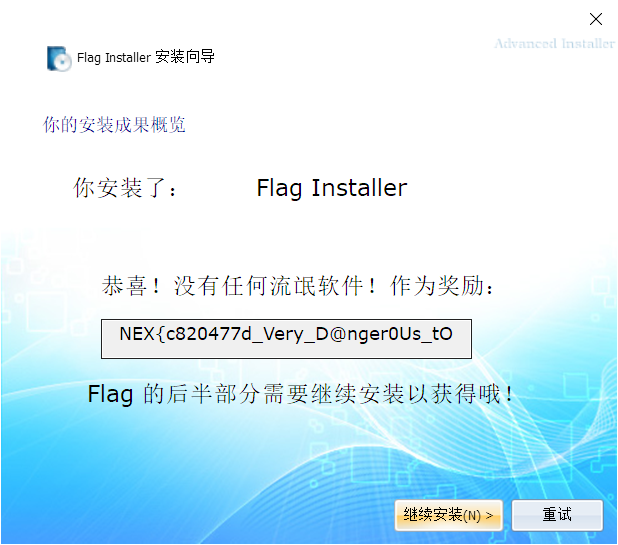 Advanced Installer
Flag Installer 安装向导
你的安装成果概览
你安装了： Flag Installer
恭喜！没有任何流氓软件！作为奖励：
NEX{c820477d_Very_D@nger0Us_tO
Flag 的后半部分需要继续安装以获得哦！
继续安装(N) > 重试